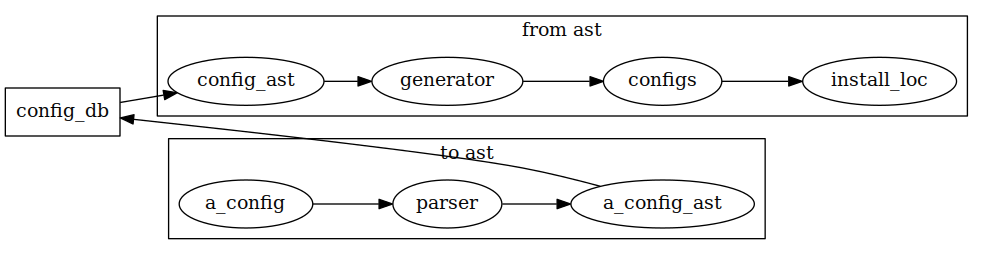 from ast
config_ast
generator
configs
install_loc
config_db
to ast
a_config
parser
a_config_ast